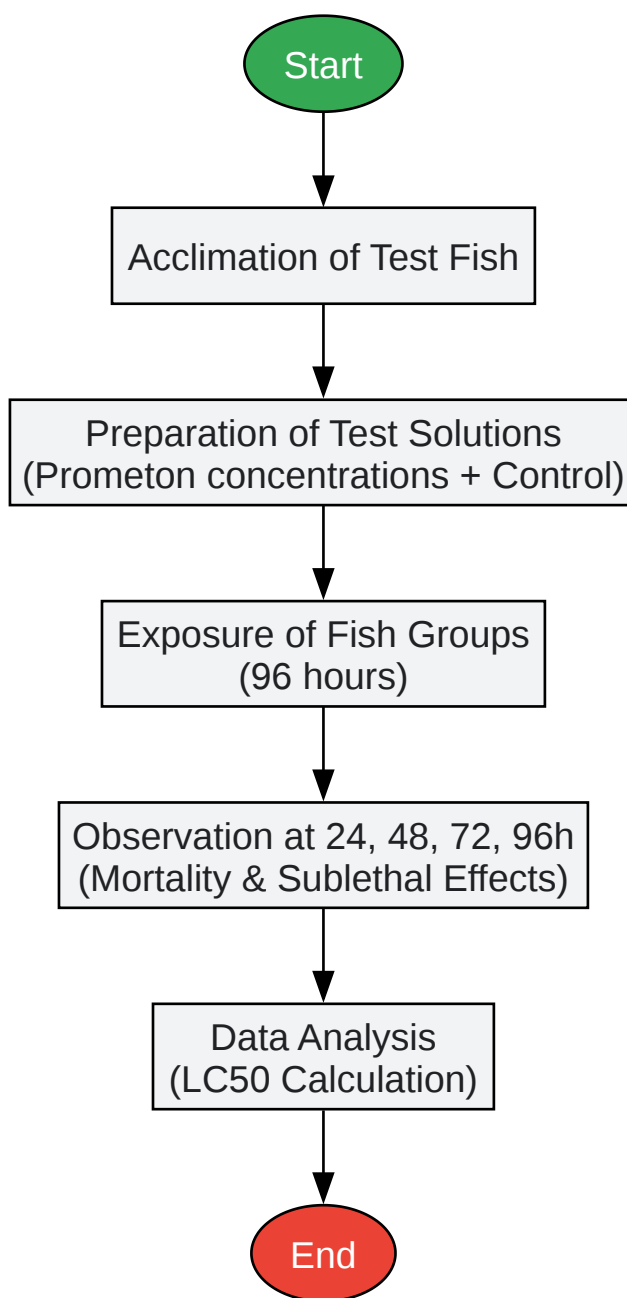 Start
Acclimation of Test Fish
Preparation of Test Solutions
(Prometon concentrations + Control)
Exposure of Fish Groups
(96 hours)
Observation at 24, 48, 72, 96h
(Mortality & Sublethal Effects)
Data Analysis
(LC50 Calculation)
End